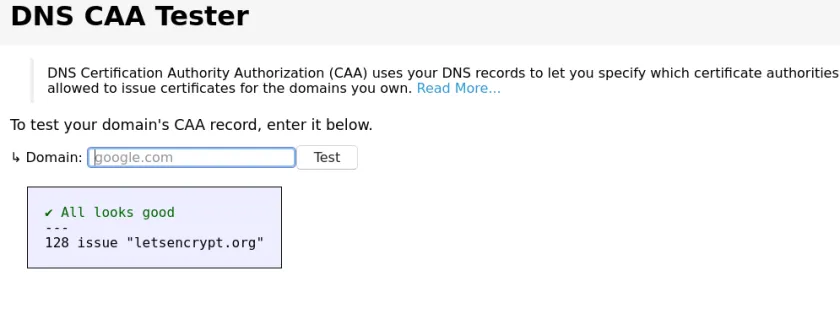 DNS CAA Tester
DNS Certification Authority Authorization (CAA) uses your DNS records to let you specify which certificate authorities
allowed to issue certificates for the domains you own. Read More...
To test your domain's CAA record, enter it below.
↳ Domain: google.com Test
✔ All looks good
---
128 issue "letsencrypt.org"